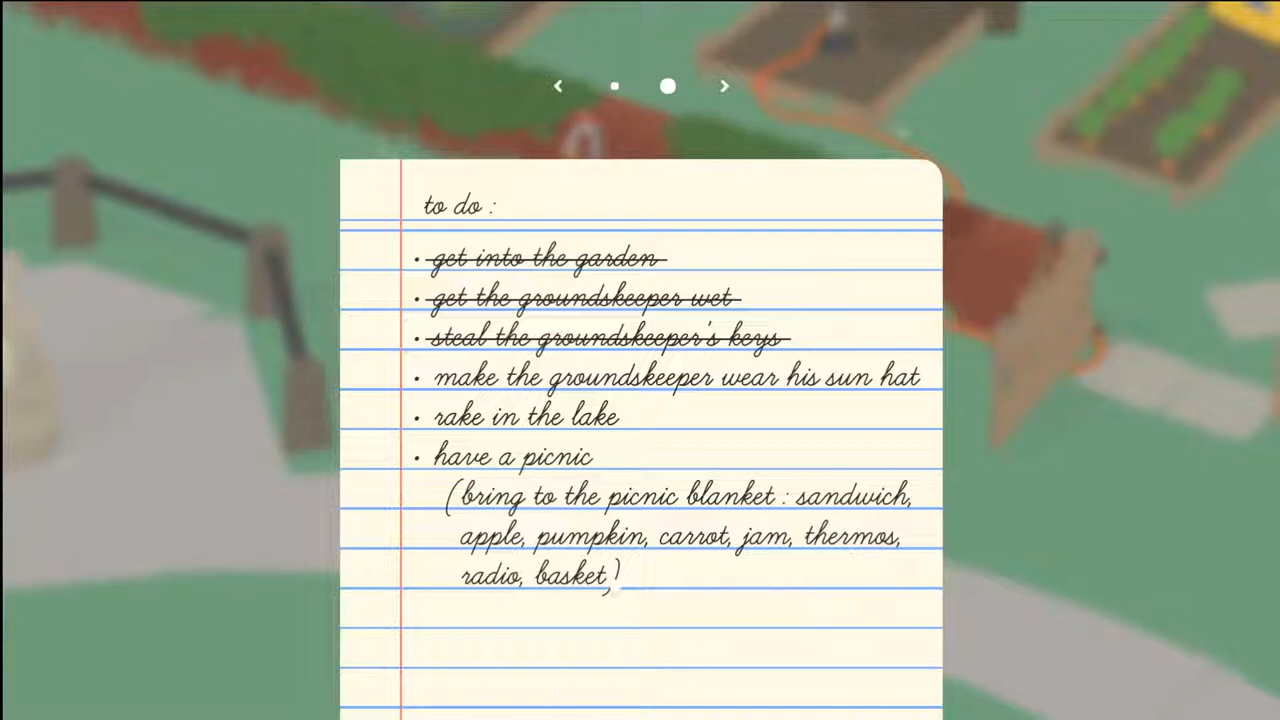 to do :
• get into the garden
• get the groundskeeper wet
• steal the groundskeeper's keys
• make the groundskeeper wear his sun hat
• rake in the lake
• have a picnic
(bring to the picnic blanket : sandwich,
apple, pumpkin, carrot, jam, thermos,
radio, basket,)